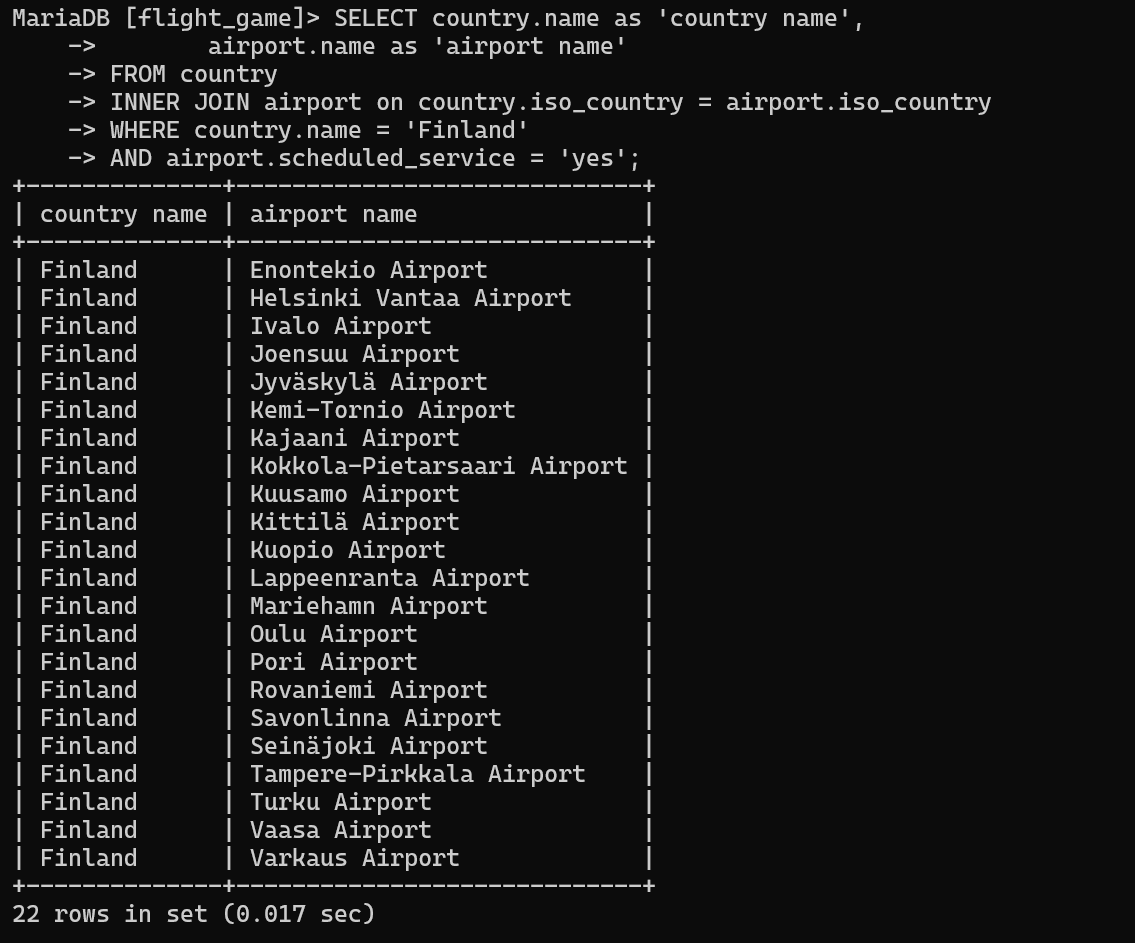 MariaDB [flight_game]> SELECT country.name as 'country name',
    ->        airport.name as 'airport name'
    -> FROM country
    -> INNER JOIN airport on country.iso_country = airport.iso_country
    -> WHERE country.name = 'Finland'
    -> AND airport.scheduled_service = 'yes';
+--------------+-----------------------------+
| country name | airport name                |
+--------------+-----------------------------+
| Finland      | Enontekio Airport           |
| Finland      | Helsinki Vantaa Airport     |
| Finland      | Ivalo Airport               |
| Finland      | Joensuu Airport             |
| Finland      | Jyväskylä Airport           |
| Finland      | Kemi-Tornio Airport         |
| Finland      | Kajaani Airport             |
| Finland      | Kokkola-Pietarsaari Airport |
| Finland      | Kuusamo Airport             |
| Finland      | Kittilä Airport             |
| Finland      | Kuopio Airport              |
| Finland      | Lappeenranta Airport        |
| Finland      | Mariehamn Airport           |
| Finland      | Oulu Airport                |
| Finland      | Pori Airport                |
| Finland      | Rovaniemi Airport           |
| Finland      | Savonlinna Airport          |
| Finland      | Seinäjoki Airport           |
| Finland      | Tampere-Pirkkala Airport    |
| Finland      | Turku Airport               |
| Finland      | Vaasa Airport               |
| Finland      | Varkaus Airport             |
+--------------+-----------------------------+
22 rows in set (0.017 sec)